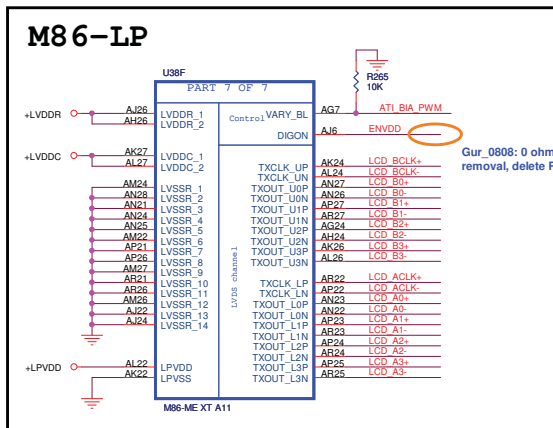 M86-LP
U38F
PART 7 OF 7
R265
10K
Control
VARY_BL AG7 ATI_BIA_PWM
DIGON AJ6 ENVDD
Gur_0808: 0 ohm
removal, delete
+LVDDR AJ26 LVDDR_1
AH26 LVDDR_2
+LVDDC AK27 LVDDC_1
AL27 LVDDC_2
TXCLK_UP AK24 LCD_BCLK+
TXCLK_UN AL24 LCD_BCLK-
AM24 LVSSR_1 TXOUT_U0P AN27 LCD_B0+
AN28 LVSSR_2 TXOUT_U0N AN26 LCD_B0-
AN21 LVSSR_3 TXOUT_U1P AP27 LCD_B1+
AN24 LVSSR_4 TXOUT_U1N AR27 LCD_B1-
AN25 LVSSR_5 TXOUT_U2P AG24 LCD_B2+
AM22 LVSSR_6 TXOUT_U2N AH24 LCD_B2-
AP21 LVSSR_7 TXOUT_U3P AK26 LCD_B3+
AP26 LVSSR_8 TXOUT_U3N AL26 LCD_B3-
AM27 LVSSR_9
LVDS channel
AR21 LVSSR_10 TXCLK_LP AR22 LCD_ACLK+
AR26 LVSSR_11 TXCLK_LN AP22 LCD_ACLK-
AM26 LVSSR_12 TXOUT_L0P AN23 LCD_A0+
AJ22 LVSSR_13 TXOUT_L0N AN22 LCD_A0-
AJ24 LVSSR_14 TXOUT_L1P AP23 LCD_A1+
TXOUT_L1N AR23 LCD_A1-
TXOUT_L2P AP24 LCD_A2+
TXOUT_L2N AR24 LCD_A2-
+LPVDD AL22 LPVDD TXOUT_L3P AP25 LCD_A3+
AK22 LPVSS TXOUT_L3N AR25 LCD_A3-
M86-ME XT A11